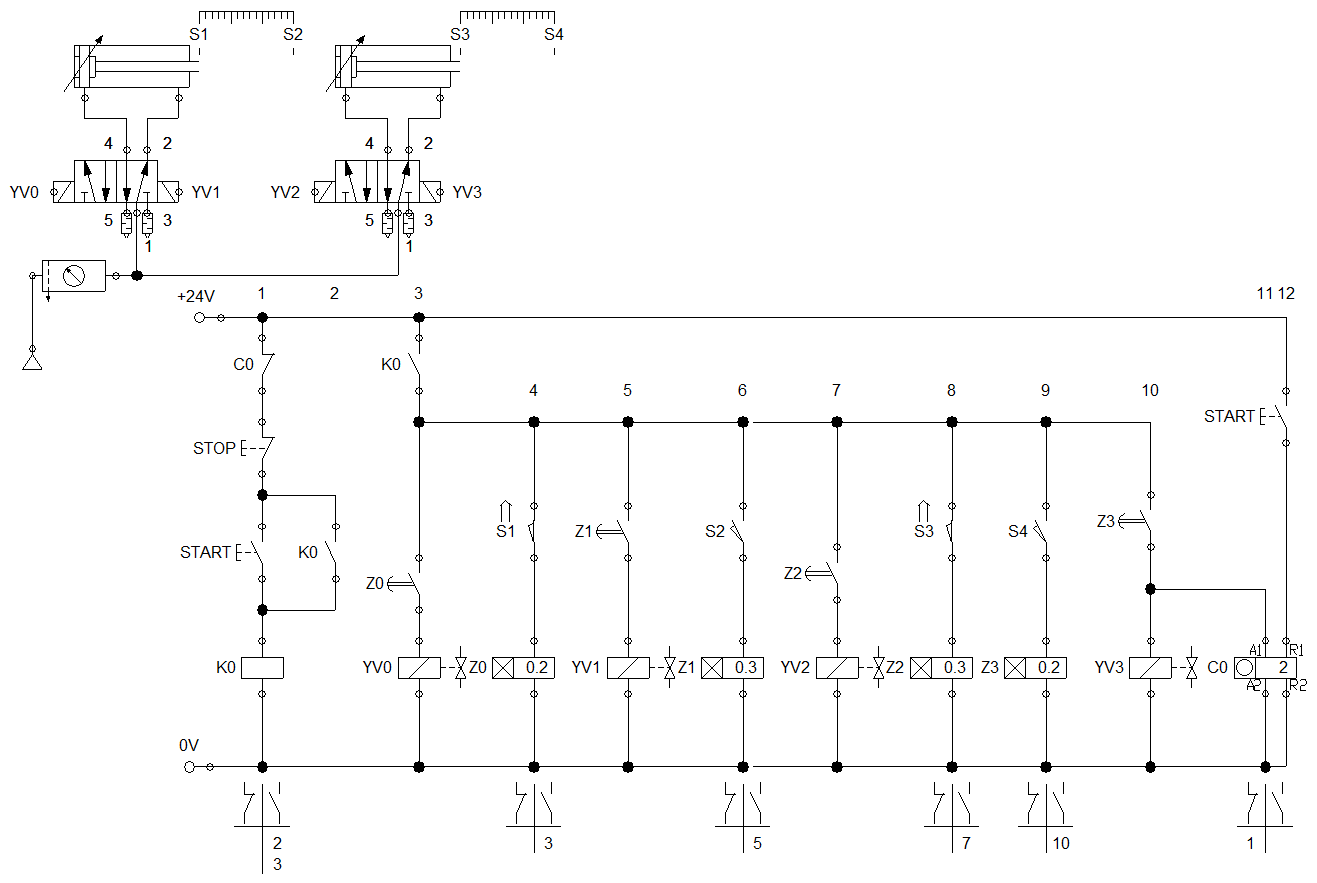 S1 S2 S3 S4
4 2 4 2
YV0 YV1 YV2 YV3
5 3 5 3
1 1
+24V 1 2 3 11 12
C0 K0
4 5 6 7 8 9 10
START
STOP
S1 Z1 S2 S3 S4 Z3
START K0
Z0 Z2
A1 R1
K0 YV0 Z0 0.2 YV1 Z1 0.3 YV2 Z2 0.3 Z3 0.2 YV3 C0 2
A2 R2
0V
2 3 5 7 10 1
3